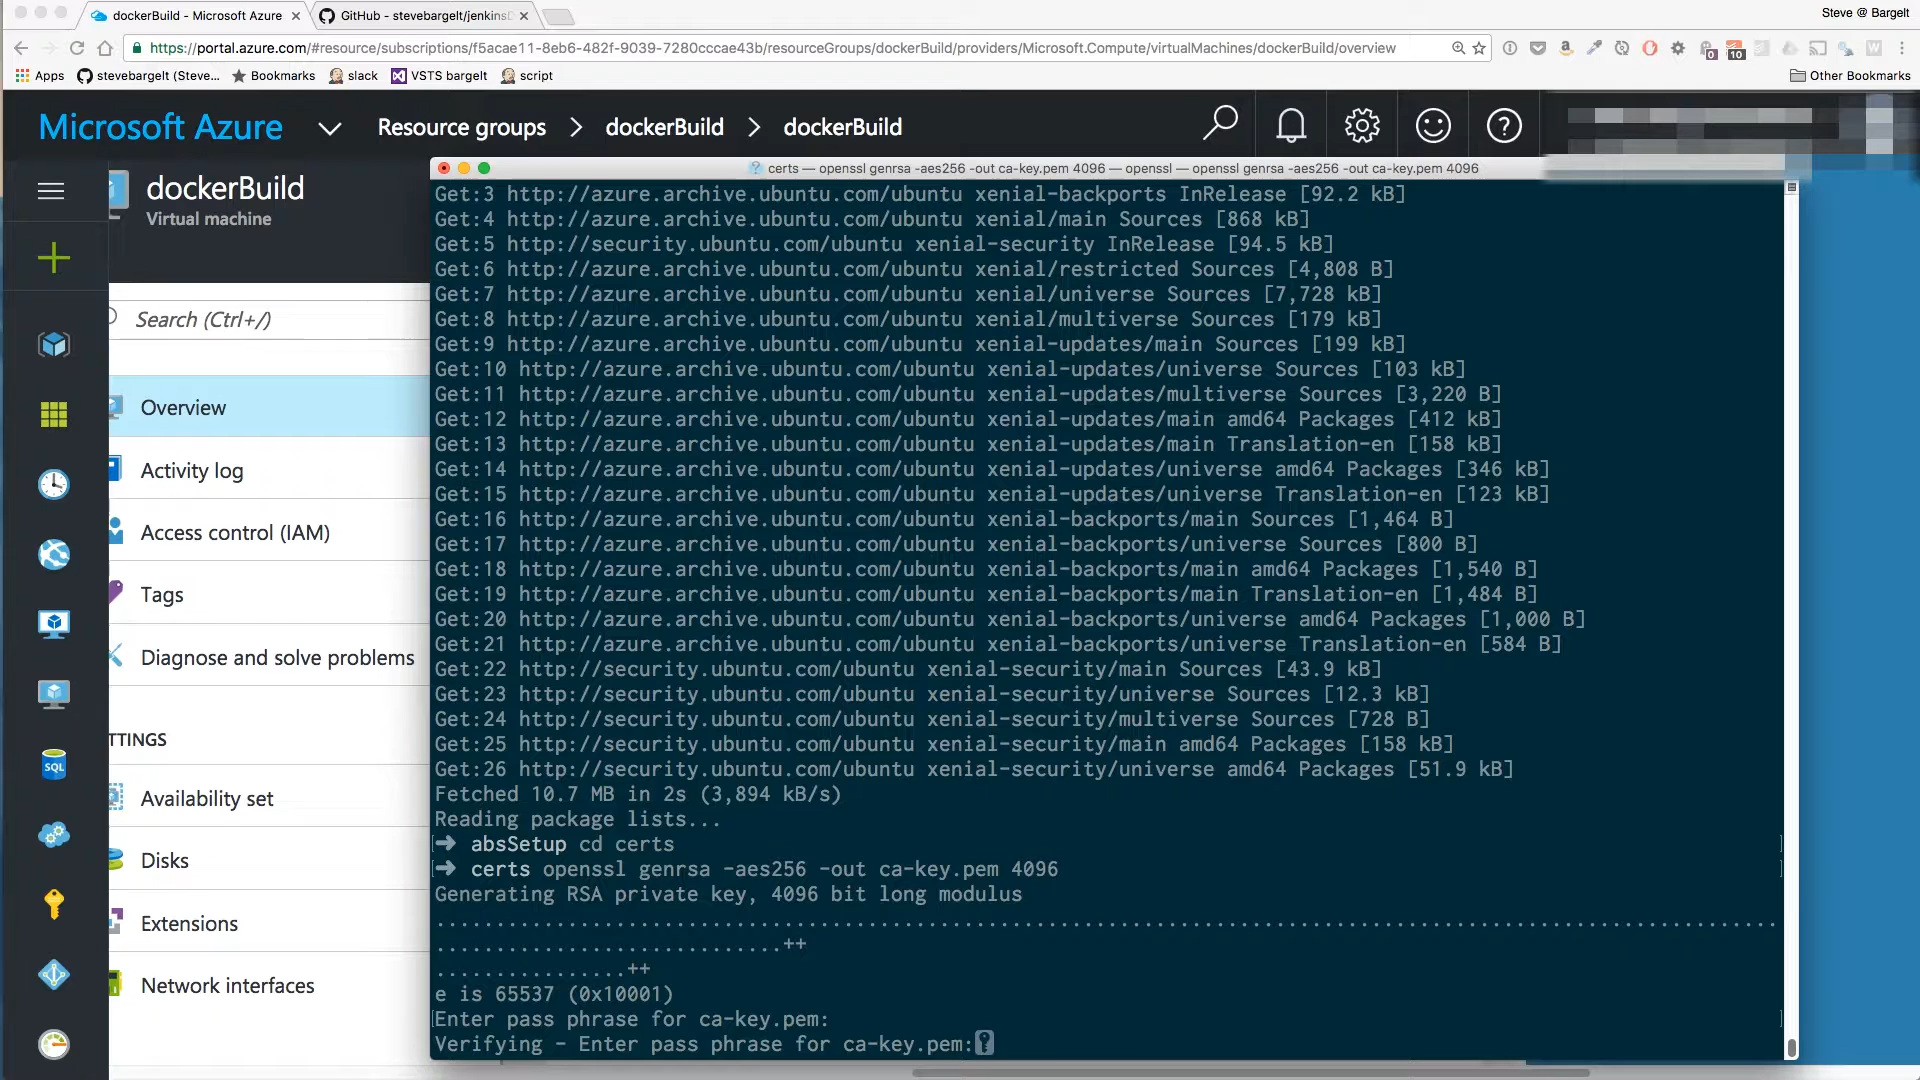 dockerBuild - Microsoft Azure
GitHub - stevebargelt/jenkinsD
Steve @ Bargelt
https://portal.azure.com/#resource/subscriptions/f5acae11-8eb6-482f-9039-7280cccae43b/resourceGroups/dockerBuild/providers/Microsoft.Compute/virtualMachines/dockerBuild/overview
0
10
Apps
stevebargelt (Steve...
Bookmarks
slack
VSTS bargelt
script
Other Bookmarks
Microsoft Azure
Resource groups > dockerBuild > dockerBuild
dockerBuild
Virtual machine
Search (Ctrl+/)
Overview
Activity log
Access control (IAM)
Tags
Diagnose and solve problems
TTINGS
Availability set
Disks
Extensions
Network interfaces
SQL
certs — openssl genrsa -aes256 -out ca-key.pem 4096 — openssl — openssl genrsa -aes256 -out ca-key.pem 4096
Get:3 http://azure.archive.ubuntu.com/ubuntu xenial-backports InRelease [92.2 kB]
Get:4 http://azure.archive.ubuntu.com/ubuntu xenial/main Sources [868 kB]
Get:5 http://security.ubuntu.com/ubuntu xenial-security InRelease [94.5 kB]
Get:6 http://azure.archive.ubuntu.com/ubuntu xenial/restricted Sources [4,808 B]
Get:7 http://azure.archive.ubuntu.com/ubuntu xenial/universe Sources [7,728 kB]
Get:8 http://azure.archive.ubuntu.com/ubuntu xenial/multiverse Sources [179 kB]
Get:9 http://azure.archive.ubuntu.com/ubuntu xenial-updates/main Sources [199 kB]
Get:10 http://azure.archive.ubuntu.com/ubuntu xenial-updates/universe Sources [103 kB]
Get:11 http://azure.archive.ubuntu.com/ubuntu xenial-updates/multiverse Sources [3,220 B]
Get:12 http://azure.archive.ubuntu.com/ubuntu xenial-updates/main amd64 Packages [412 kB]
Get:13 http://azure.archive.ubuntu.com/ubuntu xenial-updates/main Translation-en [158 kB]
Get:14 http://azure.archive.ubuntu.com/ubuntu xenial-updates/universe amd64 Packages [346 kB]
Get:15 http://azure.archive.ubuntu.com/ubuntu xenial-updates/universe Translation-en [123 kB]
Get:16 http://azure.archive.ubuntu.com/ubuntu xenial-backports/main Sources [1,464 B]
Get:17 http://azure.archive.ubuntu.com/ubuntu xenial-backports/universe Sources [800 B]
Get:18 http://azure.archive.ubuntu.com/ubuntu xenial-backports/main amd64 Packages [1,540 B]
Get:19 http://azure.archive.ubuntu.com/ubuntu xenial-backports/main Translation-en [1,484 B]
Get:20 http://azure.archive.ubuntu.com/ubuntu xenial-backports/universe amd64 Packages [1,000 B]
Get:21 http://azure.archive.ubuntu.com/ubuntu xenial-backports/universe Translation-en [584 B]
Get:22 http://security.ubuntu.com/ubuntu xenial-security/main Sources [43.9 kB]
Get:23 http://security.ubuntu.com/ubuntu xenial-security/universe Sources [12.3 kB]
Get:24 http://security.ubuntu.com/ubuntu xenial-security/multiverse Sources [728 B]
Get:25 http://security.ubuntu.com/ubuntu xenial-security/main amd64 Packages [158 kB]
Get:26 http://security.ubuntu.com/ubuntu xenial-security/universe amd64 Packages [51.9 kB]
Fetched 10.7 MB in 2s (3,894 kB/s)
Reading package lists...
➜ absSetup cd certs
➜ certs openssl genrsa -aes256 -out ca-key.pem 4096
Generating RSA private key, 4096 bit long modulus
................................................................................................................
.............................++
................++
e is 65537 (0x10001)
Enter pass phrase for ca-key.pem:
Verifying - Enter pass phrase for ca-key.pem: